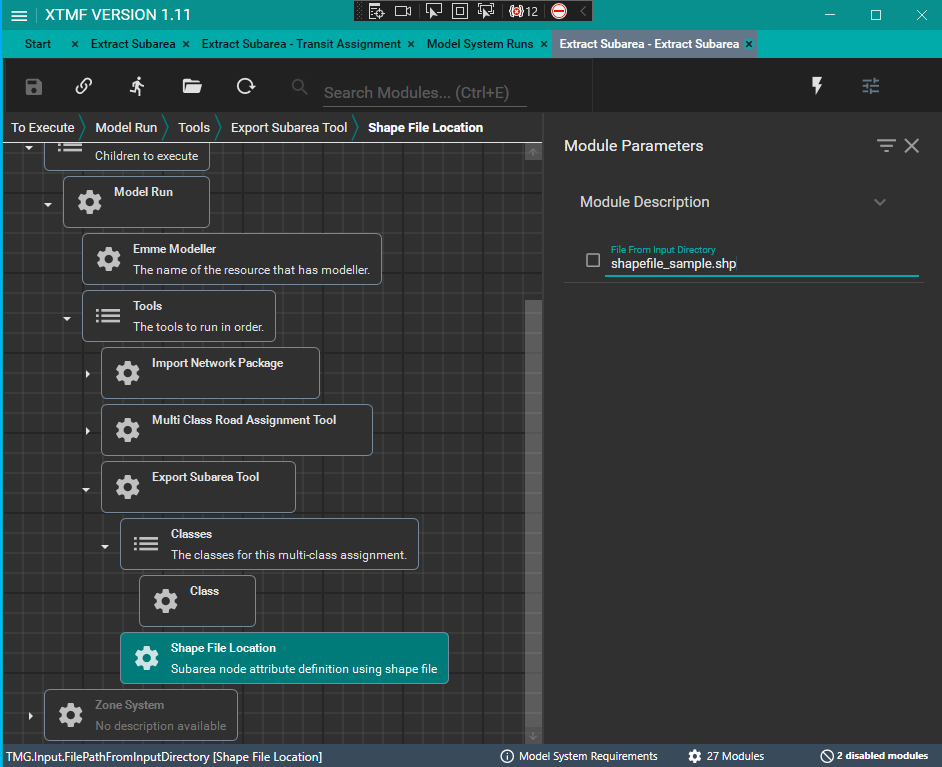 XTMF VERSION 1.11
12
Start
Extract Subarea
Extract Subarea - Transit Assignment
Model System Runs
Extract Subarea - Extract Subarea
Search Modules... (Ctrl+E)
To Execute
Model Run
Tools
Export Subarea Tool
Shape File Location
Children to execute
Model Run
Emme Modeller
The name of the resource that has modeller.
Tools
The tools to run in order.
Import Network Package
Multi Class Road Assignment Tool
Export Subarea Tool
Classes
The classes for this multi-class assignment.
Class
Shape File Location
Subarea node attribute definition using shape file
Zone System
No description available
Module Parameters
Module Description
File From Input Directory
shapefile_sample.shp
TMG.Input.FilePathFromInputDirectory [Shape File Location]
Model System Requirements
27 Modules
2 disabled modules